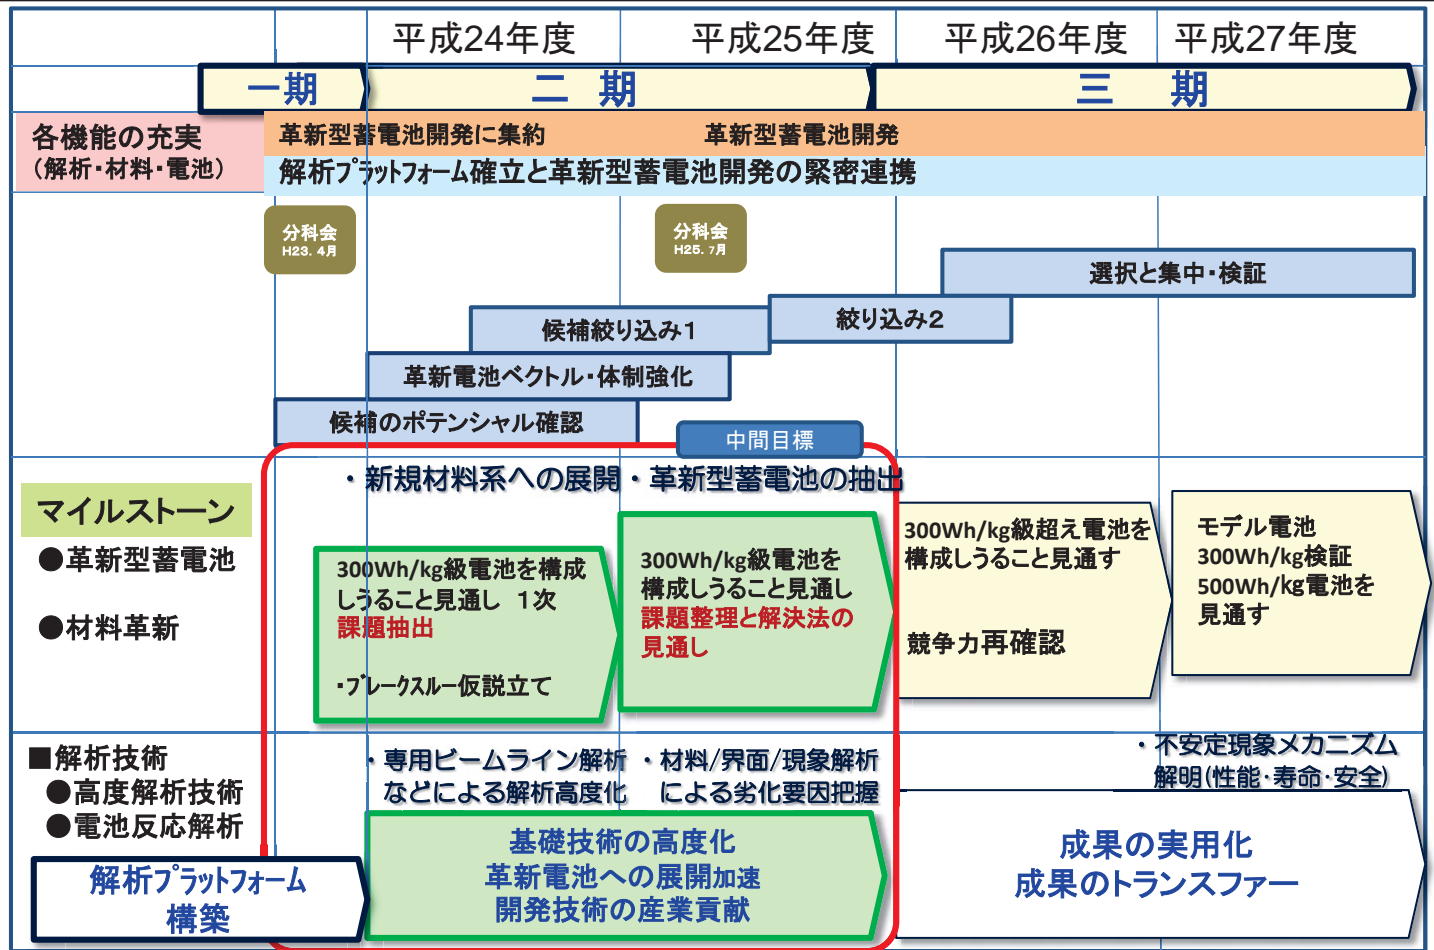 平成24年度
平成25年度
平成26年度
平成27年度
一期
二 期
三 期
各機能の充実
(解析・材料・電池)
革新型蓄電池開発に集約
革新型蓄電池開発
解析プラットフォーム確立と革新型蓄電池開発の緊密連携
分科会
H23. 4月
分科会
H25. 7月
選択と集中・検証
絞り込み2
候補絞り込み1
革新電池ベクトル・体制強化
候補のポテンシャル確認
中間目標
・新規材料系への展開・革新型蓄電池の抽出
マイルストーン
●革新型蓄電池
●材料革新
300Wh/kg級電池を構成
しうること見通し 1次
課題抽出
・ブレークスルー仮説立て
300Wh/kg級電池を
構成しうること見通し
課題整理と解決法の
見通し
300Wh/kg級超え電池を
構成しうること見通す
競争力再確認
モデル電池
300Wh/kg検証
500Wh/kg電池を
見通す
■解析技術
●高度解析技術
●電池反応解析
・専用ビームライン解析
などによる解析高度化
・材料/界面/現象解析
による劣化要因把握
・不安定現象メカニズム
解明(性能・寿命・安全)
解析プラットフォーム
構築
基礎技術の高度化
革新電池への展開加速
開発技術の産業貢献
成果の実用化
成果のトランスファー